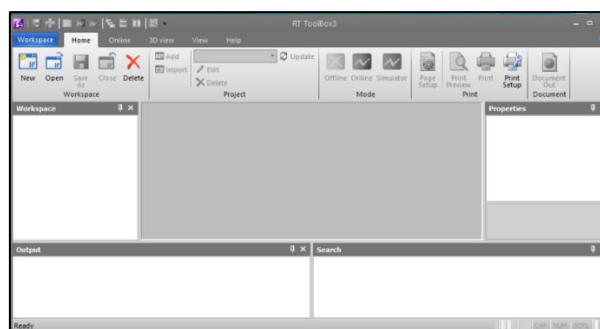 RT ToolBox3
Workspace Home Online 3D view View Help
New Open Save As Close Delete
Workspace
Add
Import
Edit
Delete
Update
Project
Offline Online Simulator
Mode
Page Setup Print Preview Print Print Setup
Print
Document Out
Document
Workspace
Properties
Output
Search
Ready
CAP NUM SCRL